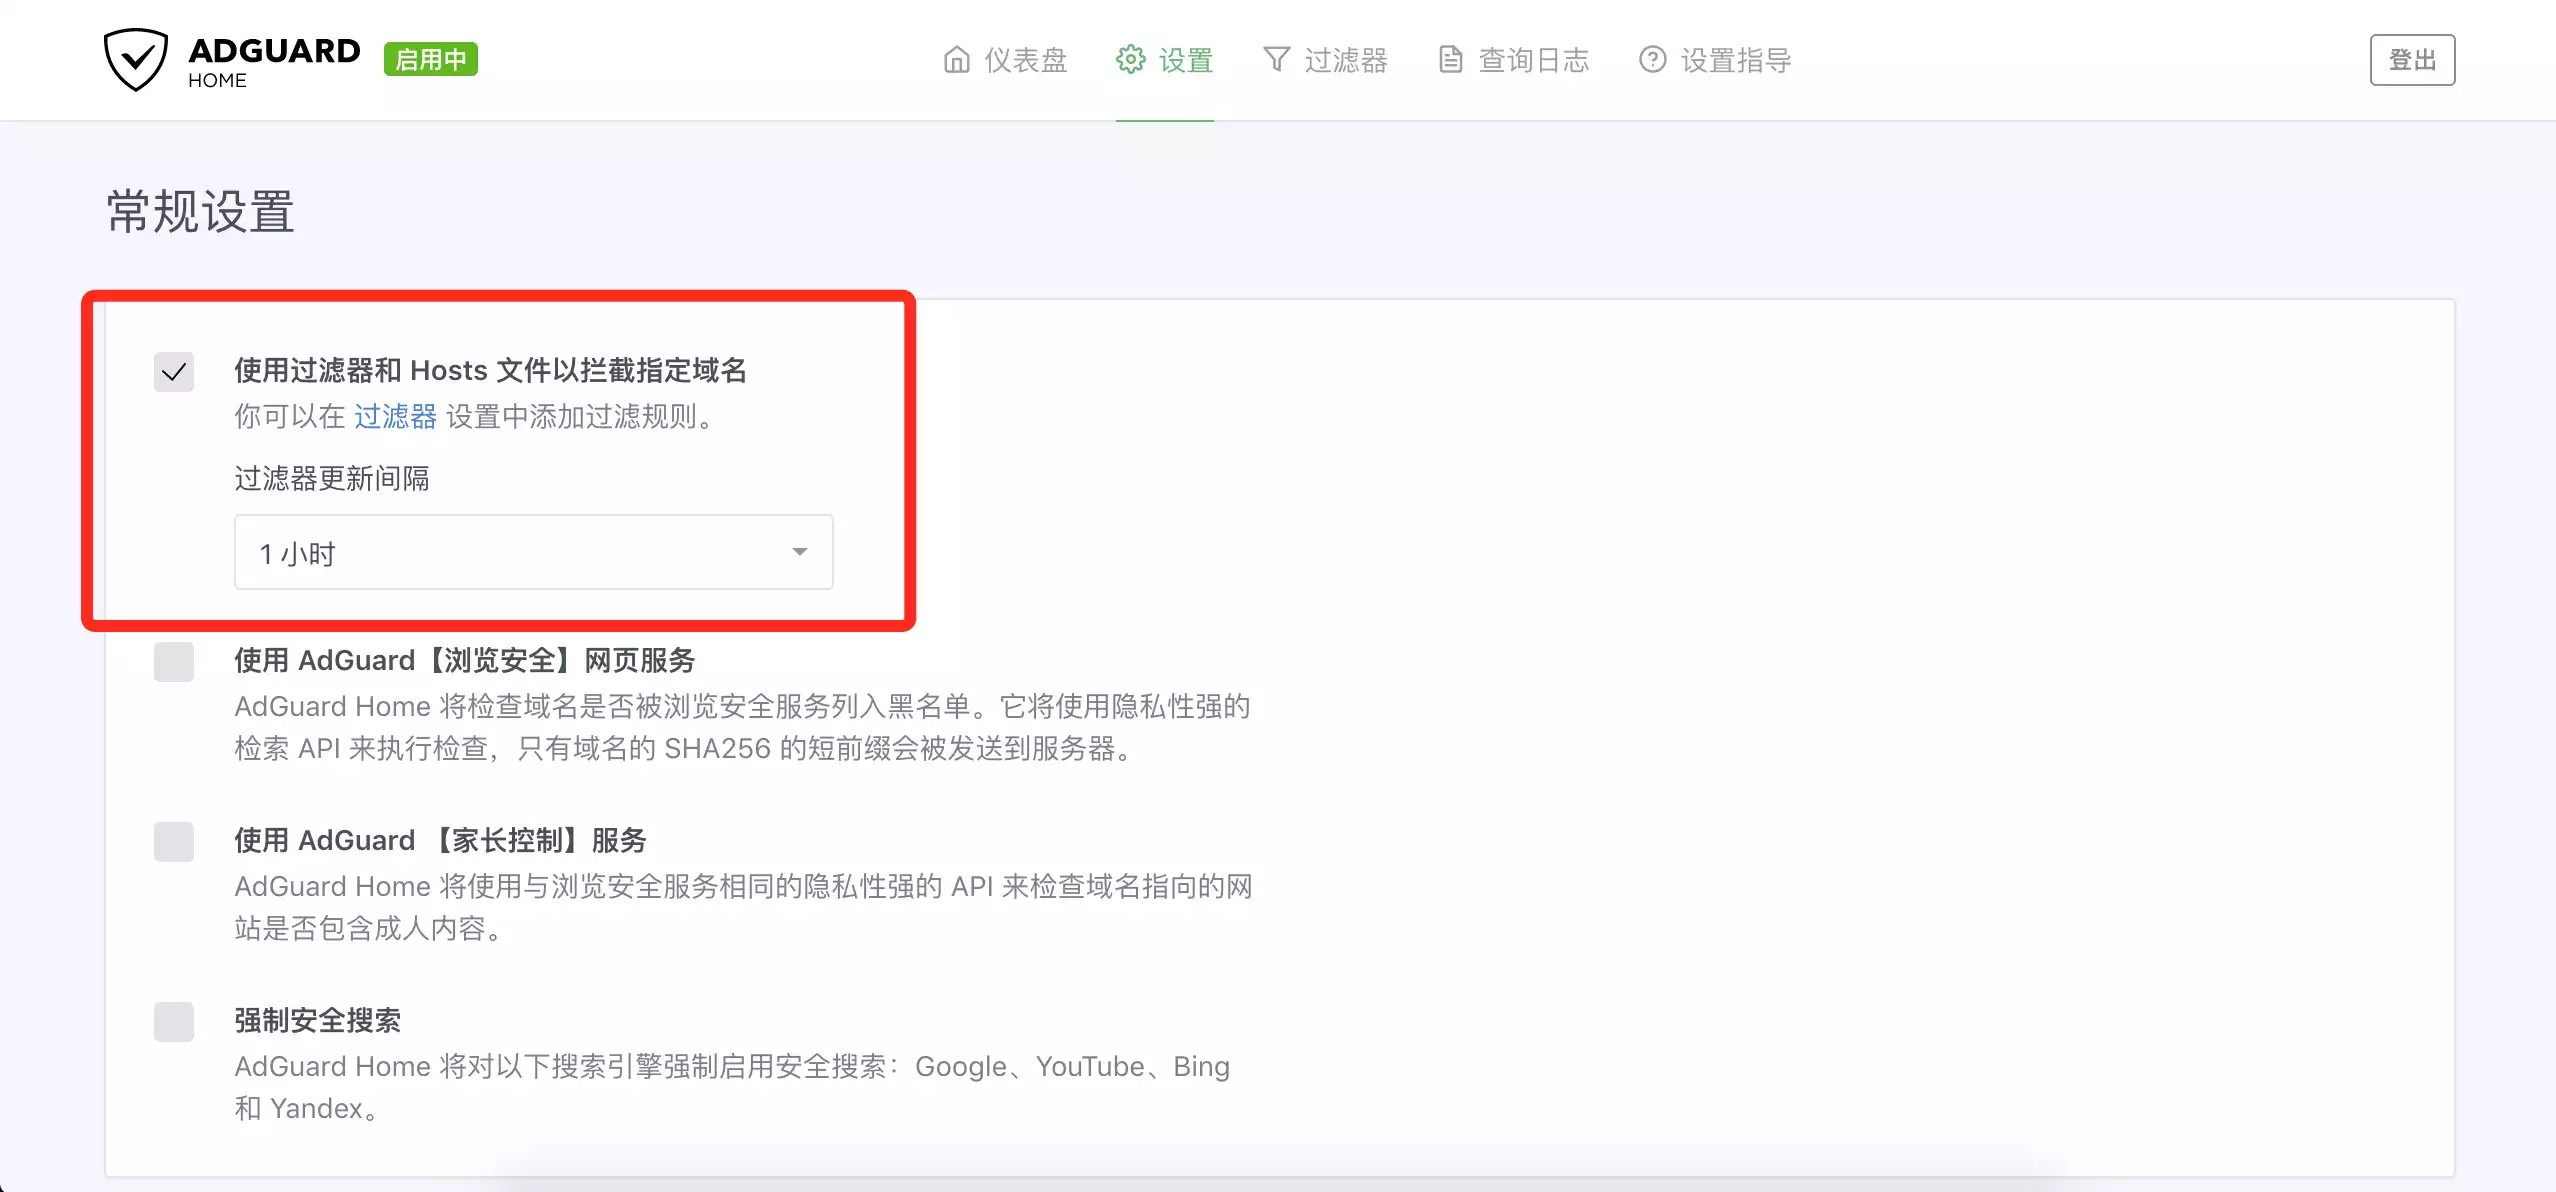 ADGUARD
HOME
启用中
仪表盘
设置
过滤器
查询日志
设置指导
登出
常规设置
使用过滤器和 Hosts 文件以拦截指定域名
你可以在 过滤器 设置中添加过滤规则。
过滤器更新间隔
1 小时
使用 AdGuard【浏览安全】网页服务
AdGuard Home 将检查域名是否被浏览安全服务列入黑名单。它将使用隐私性强的
检索 API 来执行检查，只有域名的 SHA256 的短前缀会被发送到服务器。
使用 AdGuard 【家长控制】服务
AdGuard Home 将使用与浏览安全服务相同的隐私性强的 API 来检查域名指向的网
站是否包含成人内容。
强制安全搜索
AdGuard Home 将对以下搜索引擎强制启用安全搜索：Google、YouTube、Bing
和 Yandex。